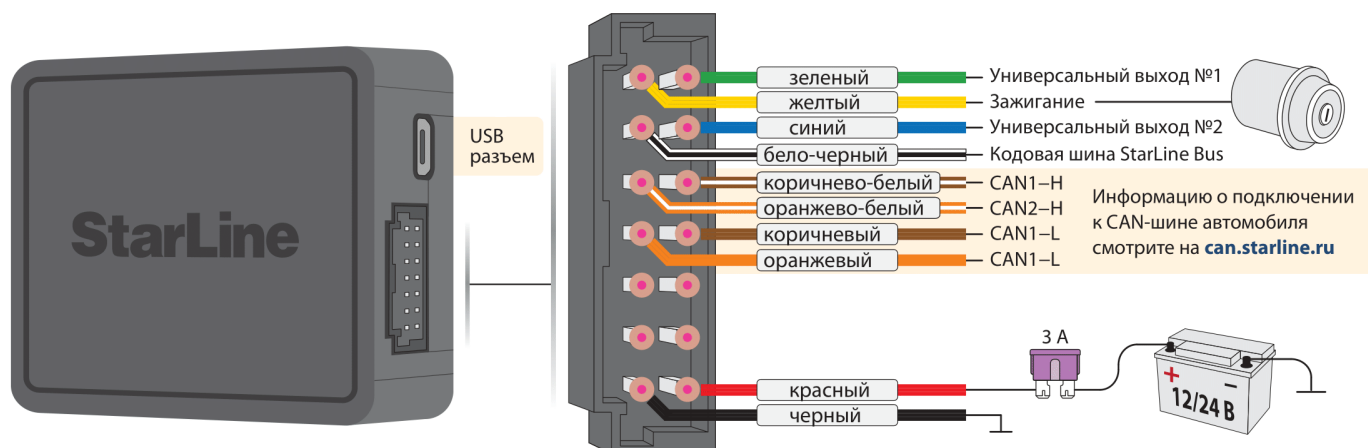 StarLine
USB
разъем
зеленый
Универсальный выход №1
желтый
Зажигание
синий
Универсальный выход №2
бело-черный
Кодовая шина StarLine Bus
коричнево-белый
CAN1–H
оранжево-белый
CAN2–H
коричневый
CAN1–L
оранжевый
CAN1–L
Информацию о подключении
к CAN-шине автомобиля
смотрите на can.starline.ru
3 А
красный
черный
+ –
12/24 В